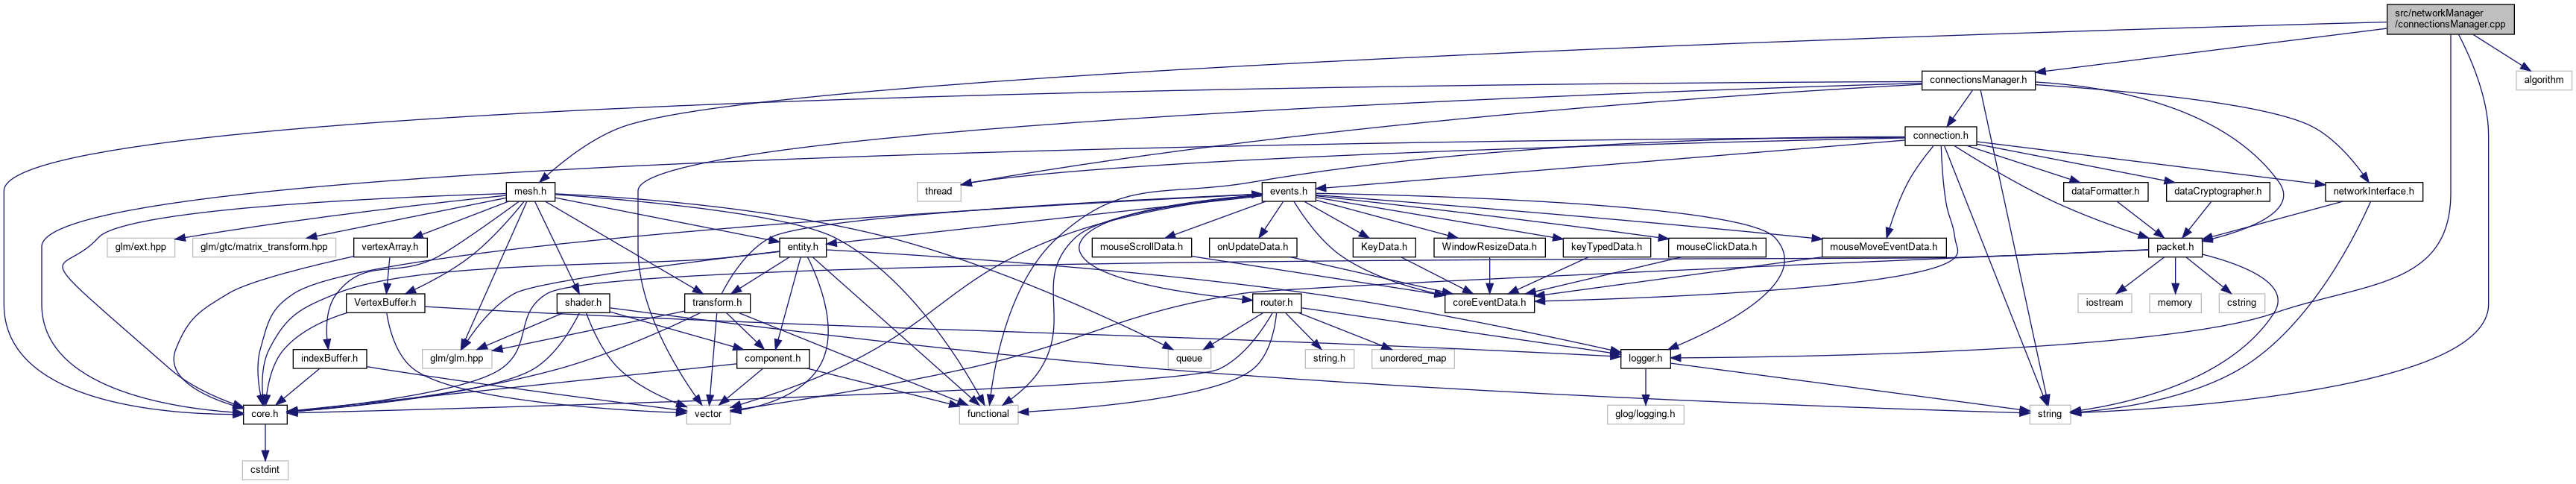 src/networkManager
/connectionsManager.cpp
connectionsManager.h
algorithm
connection.h
thread
mesh.h
events.h
dataFormatter.h
dataCryptographer.h
networkInterface.h
glm/ext.hpp
glm/gtc/matrix_transform.hpp
vertexArray.h
entity.h
mouseScrollData.h
onUpdateData.h
KeyData.h
WindowResizeData.h
keyTypedData.h
mouseClickData.h
mouseMoveEventData.h
packet.h
VertexBuffer.h
shader.h
transform.h
router.h
coreEventData.h
iostream
memory
cstring
indexBuffer.h
glm/glm.hpp
component.h
queue
string.h
unordered_map
logger.h
core.h
vector
functional
glog/logging.h
string
cstdint